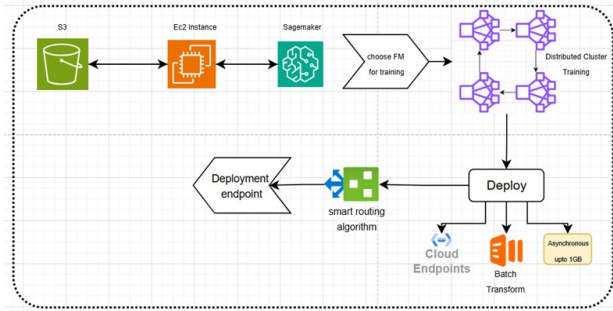 S3
Ec2 Instance
Sagemaker
choose FM
for training
Distributed Cluster
Training
Deployment
endpoint
smart routing
algorithm
Deploy
Cloud
Endpoints
Batch
Transform
Asynchronous
upto 1GB